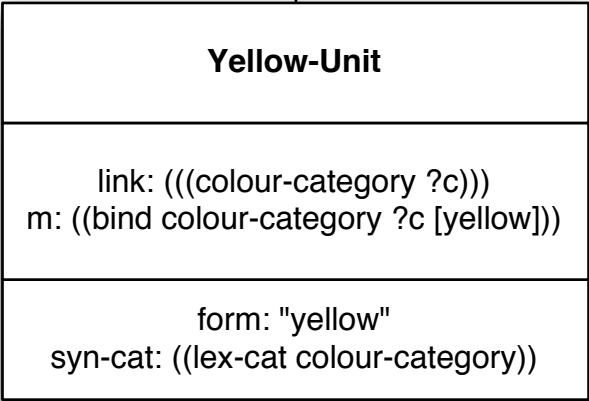 Yellow-Unit
link: (((colour-category ?c)))
m: ((bind colour-category ?c [yellow]))
form: "yellow"
syn-cat: ((lex-cat colour-category))